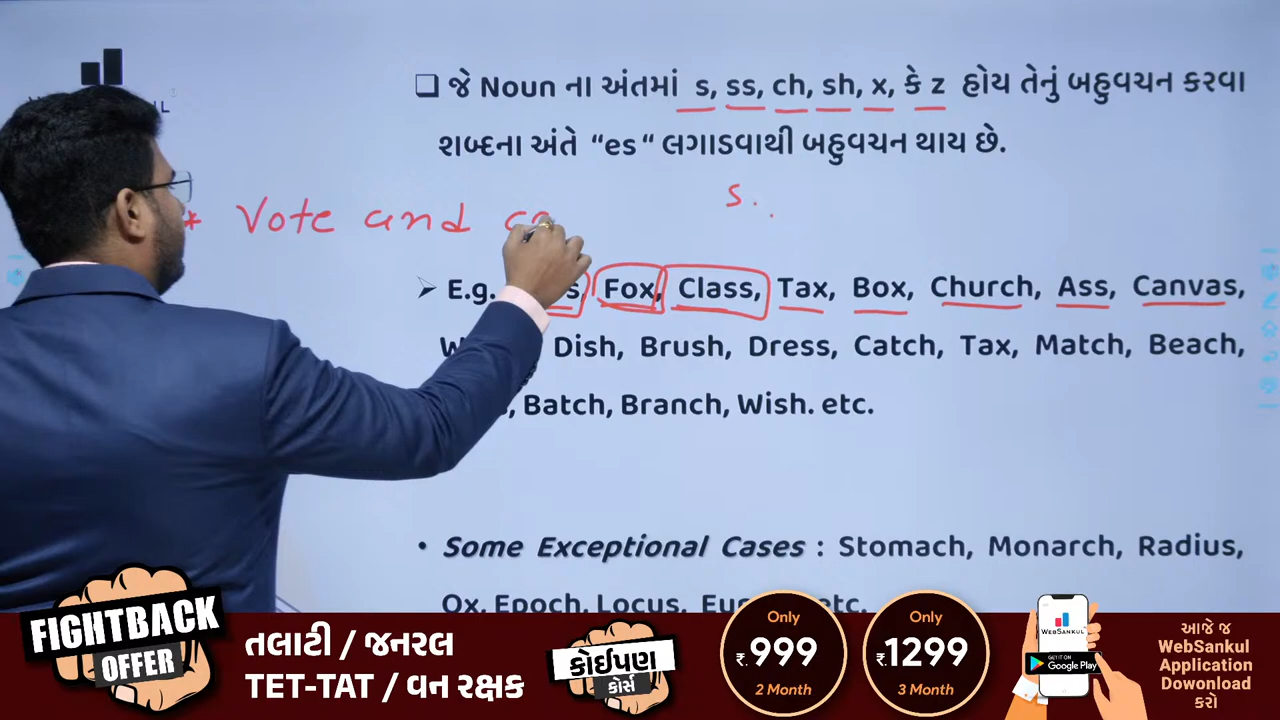 ❑ જે Noun ના અંતમાં s, ss, ch, sh, x, કે z હોય તેનું બહુવચન કરવા
શબ્દના અંતે “es “ લગાડવાથી બહુવચન થાય છે.
s..
* Vote and
➤ E.g. Fox, Class, Tax, Box, Church, Ass, Canvas,
Dish, Brush, Dress, Catch, Tax, Match, Beach,
Batch, Branch, Wish. etc.
• Some Exceptional Cases : Stomach, Monarch, Radius,
Ox, Epoch, Locus, etc.
FIGHTBACK
OFFER
તલાટી / જનરલ
TET-TAT / વન રક્ષક
કોઈપણ
કોર્સ
Only
₹.999
2 Month
Only
₹.1299
3 Month
WEBSANKUL
GET IT ON
Google Play
આજે જ
WebSankul
Application
Dowonload
કરો